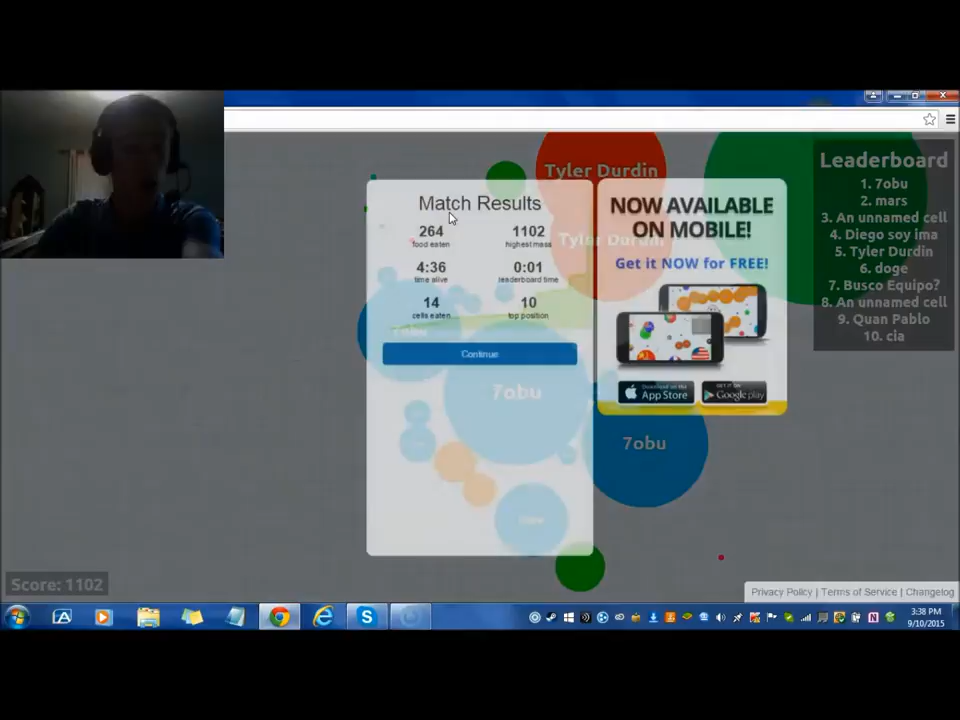 Tyler Durdin
Leaderboard
1. 7obu
2. mars
3. An unnamed cell
4. Diego soy ima
5. Tyler Durdin
6. doge
7. Busco Equipo?
8. An unnamed cell
9. Quan Pablo
10. cia
Match Results
264
1102
food eaten
highest mass
4:36
0:01
time alive
leaderboard time
14
10
cells eaten
top position
Continue
NOW AVAILABLE
ON MOBILE!
Get it NOW for FREE!
App Store
GET IT ON
Google play
Tyler Durdin
7obu
7obu
Score: 1102
Privacy Policy | Terms of Service | Changelog
3:38 PM
9/10/2015